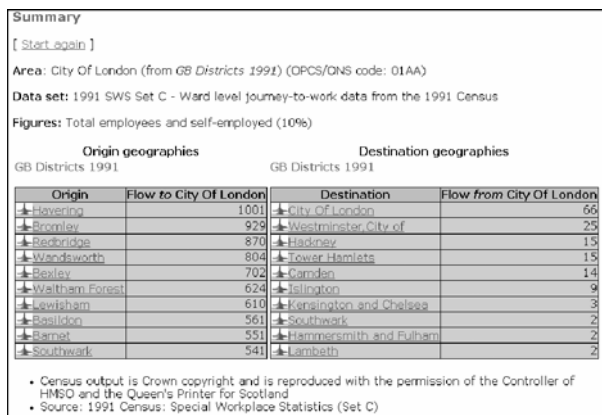 Summary
[ Start again ]
Area: City Of London (from GB Districts 1991) (OPCS/ONS code: 01AA)
Data set: 1991 SWS Set C - Ward level journey-to-work data from the 1991 Census
Figures: Total employees and self-employed (10%)
Origin geographies Destination geographies
GB Districts 1991 GB Districts 1991
Origin Flow to City Of London Destination Flow from City Of London
Havering 1001 City Of London 66
Bromley 929 Westminster,City of 25
Redbridge 870 Hackney 15
Wandsworth 804 Tower Hamlets 15
Bexley 702 Camden 14
Waltham Forest 624 Islington 9
Lewisham 610 Kensington and Chelsea 3
Basildon 561 Southwark 2
Barnet 551 Hammersmith and Fulham 2
Southwark 541 Lambeth 2
• Census output is Crown copyright and is reproduced with the permission of the Controller of
HMSO and the Queen's Printer for Scotland
• Source: 1991 Census: Special Workplace Statistics (Set C)